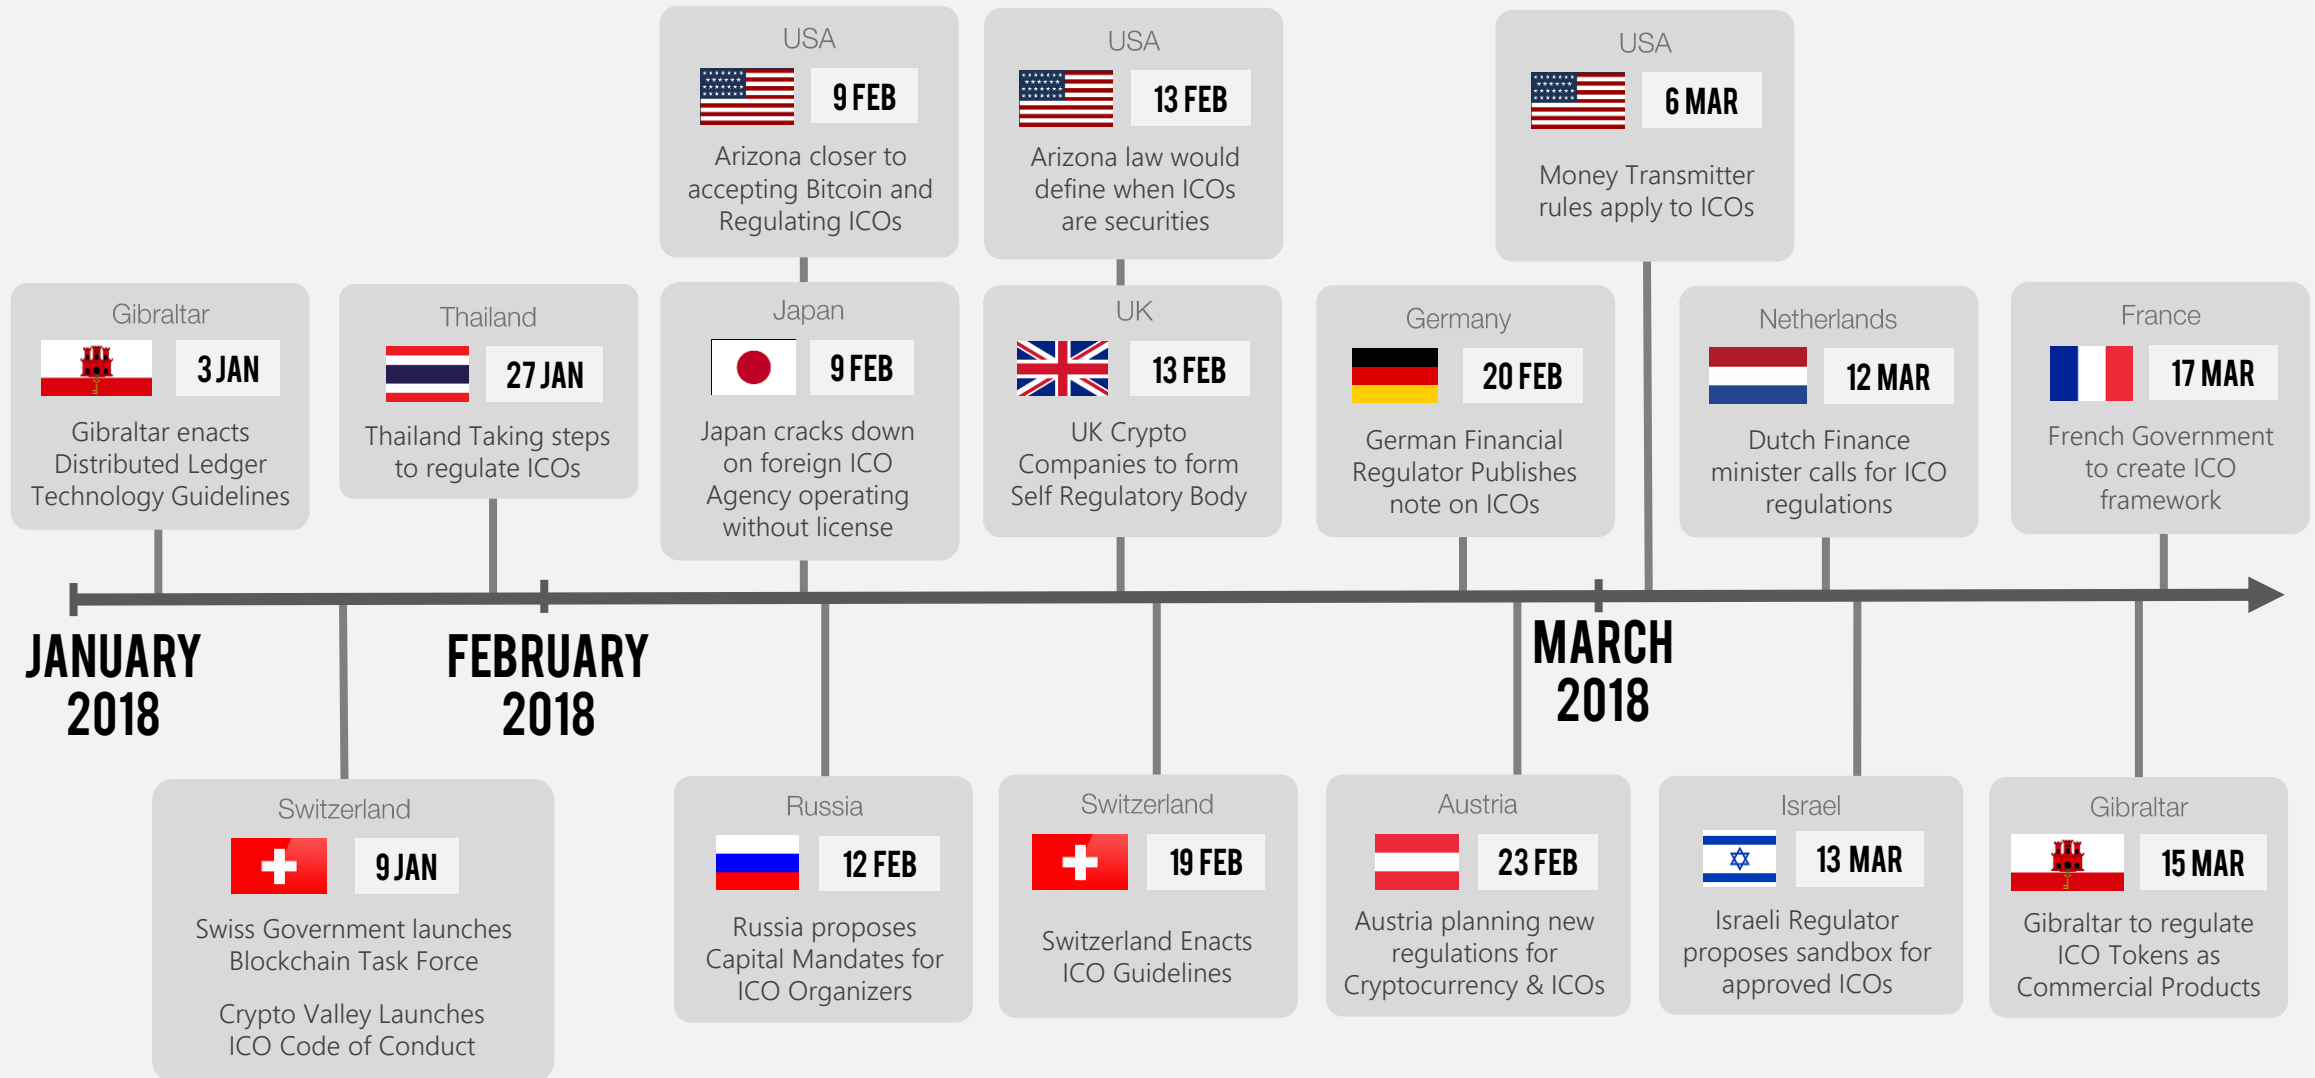 USA
9 FEB
Arizona closer to
accepting Bitcoin and
Regulating ICOs
USA
13 FEB
Arizona law would
define when ICOs
are securities
USA
6 MAR
Money Transmitter
rules apply to ICOs
Gibraltar
3 JAN
Gibraltar enacts
Distributed Ledger
Technology Guidelines
Thailand
27 JAN
Thailand Taking steps
to regulate ICOs
Japan
9 FEB
Japan cracks down
on foreign ICO
Agency operating
without license
UK
13 FEB
UK Crypto
Companies to form
Self Regulatory Body
Germany
20 FEB
German Financial
Regulator Publishes
note on ICOs
Netherlands
12 MAR
Dutch Finance
minister calls for ICO
regulations
France
17 MAR
French Government
to create ICO
framework
JANUARY
2018
FEBRUARY
2018
MARCH
2018
Switzerland
9 JAN
Swiss Government launches
Blockchain Task Force
Crypto Valley Launches
ICO Code of Conduct
Russia
12 FEB
Russia proposes
Capital Mandates for
ICO Organizers
Switzerland
19 FEB
Switzerland Enacts
ICO Guidelines
Austria
23 FEB
Austria planning new
regulations for
Cryptocurrency & ICOs
Israel
13 MAR
Israeli Regulator
proposes sandbox for
approved ICOs
Gibraltar
15 MAR
Gibraltar to regulate
ICO Tokens as
Commercial Products